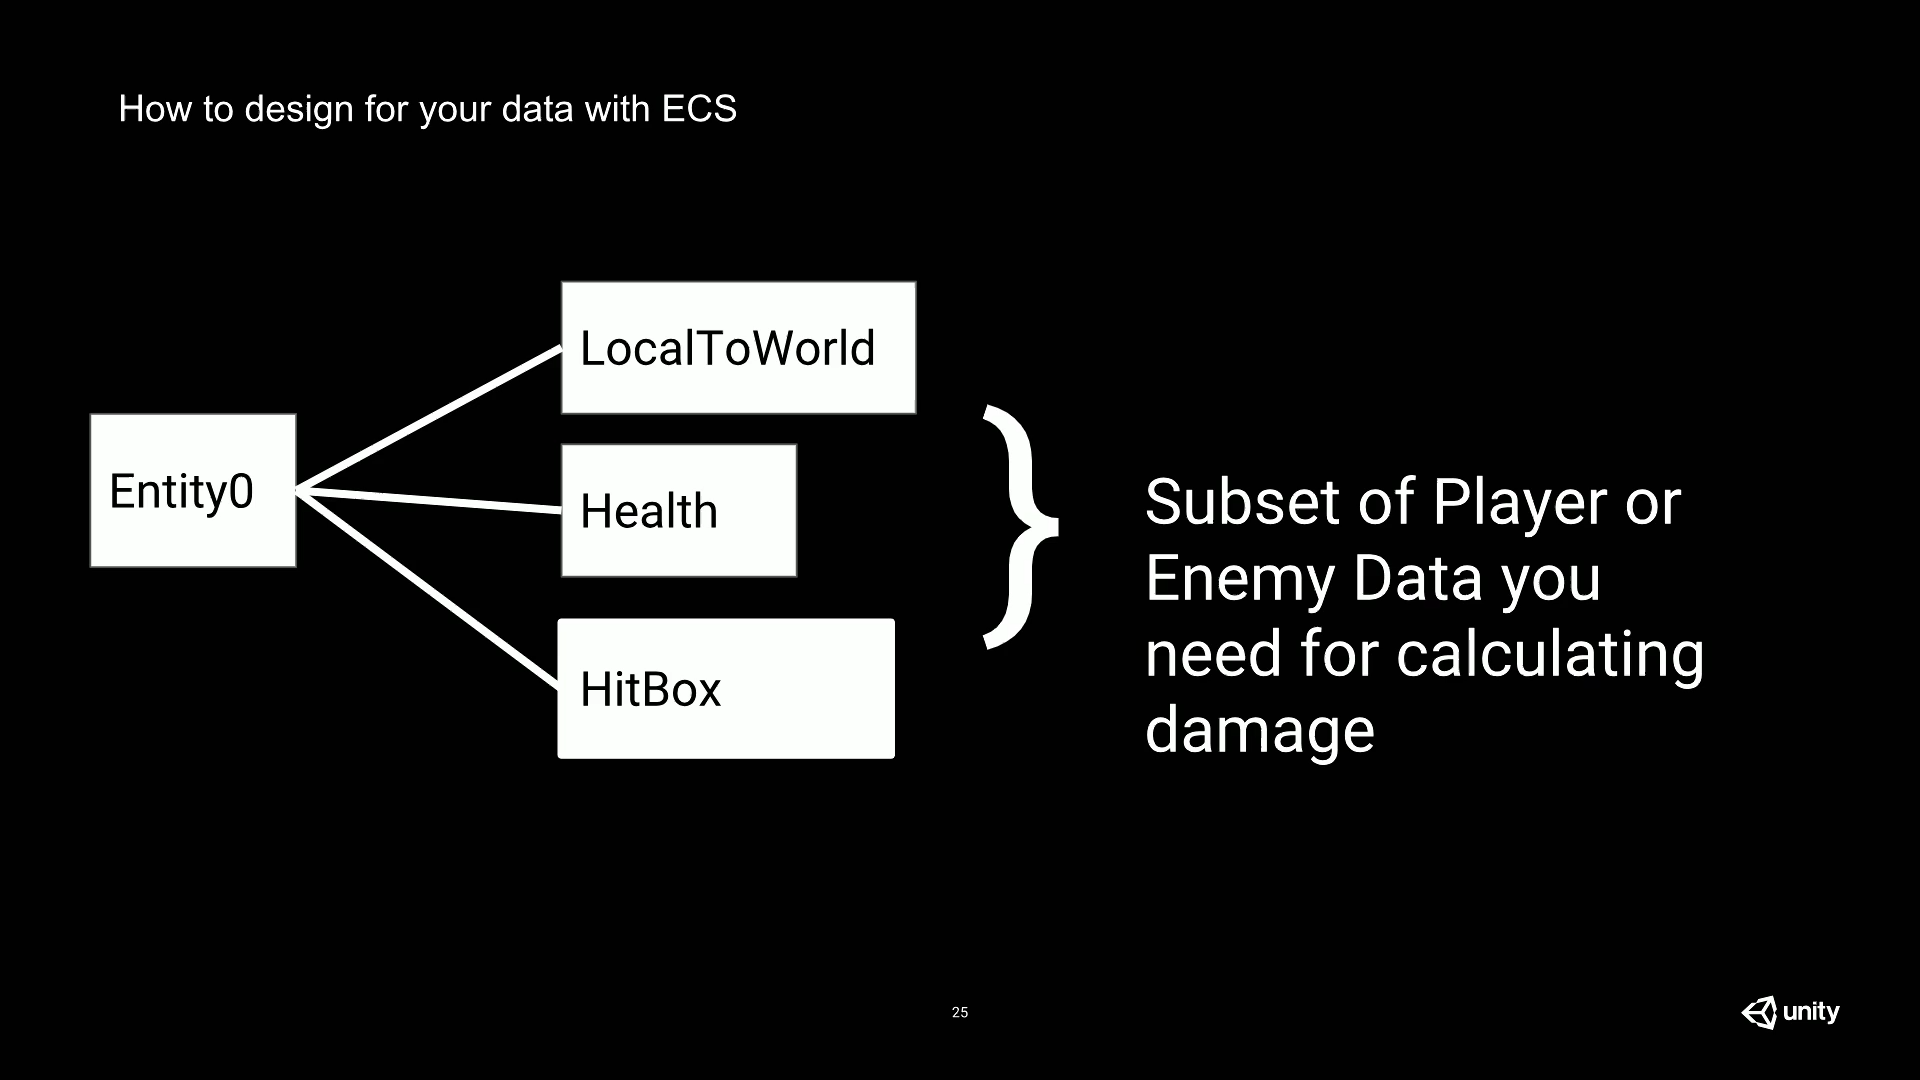 How to design for your data with ECS
LocalToWorld
Entity0
Health
HitBox
}
Subset of Player or
Enemy Data you
need for calculating
damage
25
unity